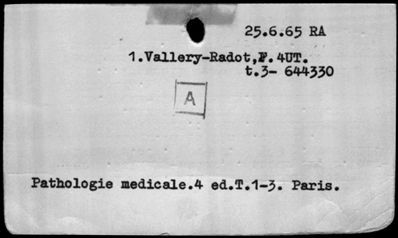 25.6.65 RA
1.Vallery-Radot,P. 4UT.
t.3- 644330
A
Pathologie medicale.4 ed.T.1-3. Paris.